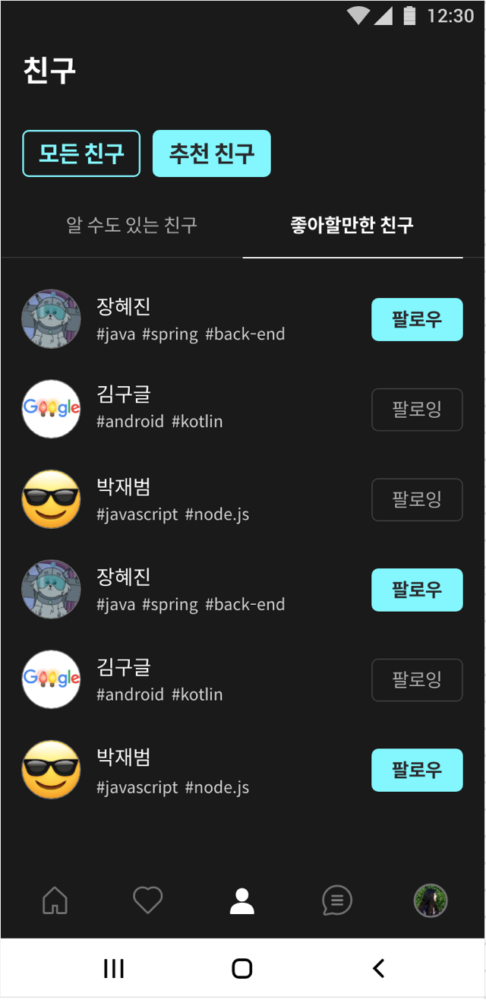 12:30
친구
모든 친구 추천 친구
알 수도 있는 친구 좋아할만한 친구
장혜진
#java #spring #back-end
팔로우
Google
김구글
#android #kotlin
팔로잉
박재범
#javascript #node.js
팔로잉
장혜진
#java #spring #back-end
팔로우
Google
김구글
#android #kotlin
팔로잉
박재범
#javascript #node.js
팔로우